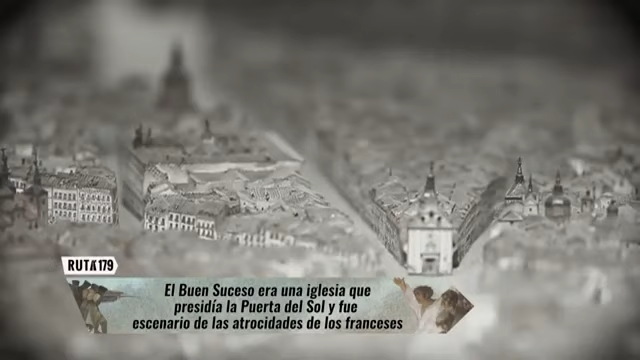 RUTA 179
El Buen Suceso era una iglesia que
presidía la Puerta del Sol y fue
escenario de las atrocidades de los franceses